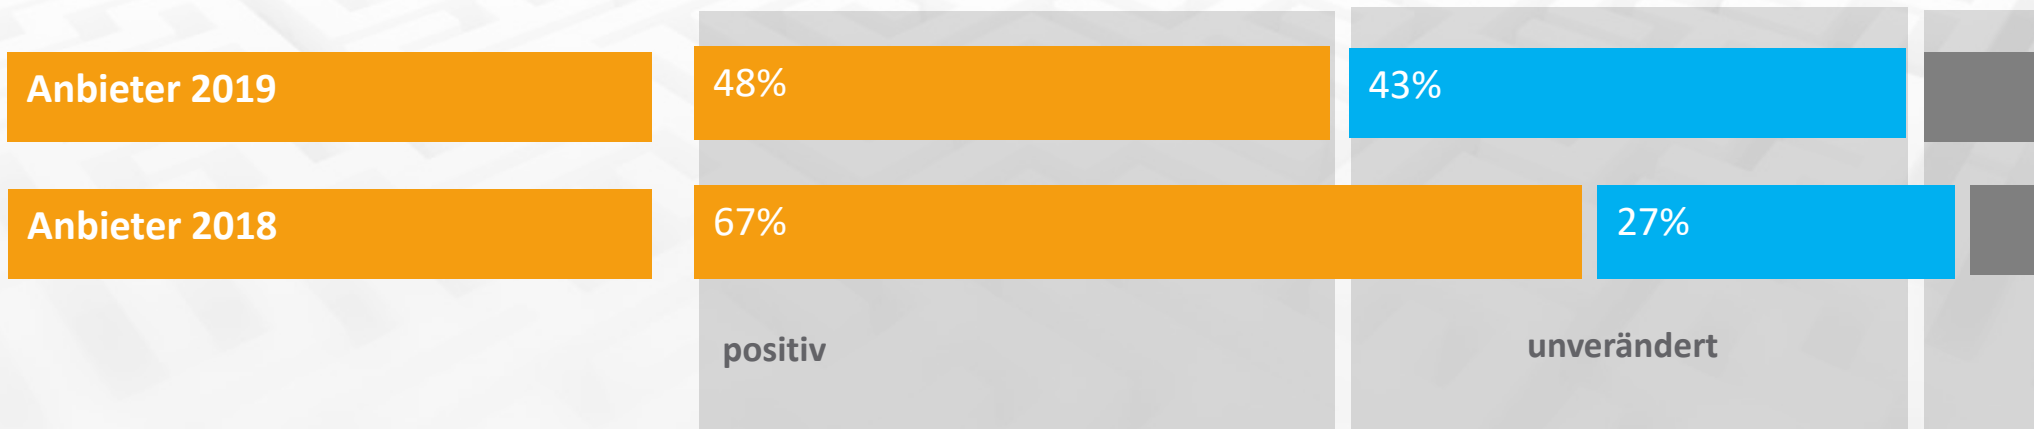 Anbieter 2019
48%
43%
Anbieter 2018
67%
27%
positiv
unverändert